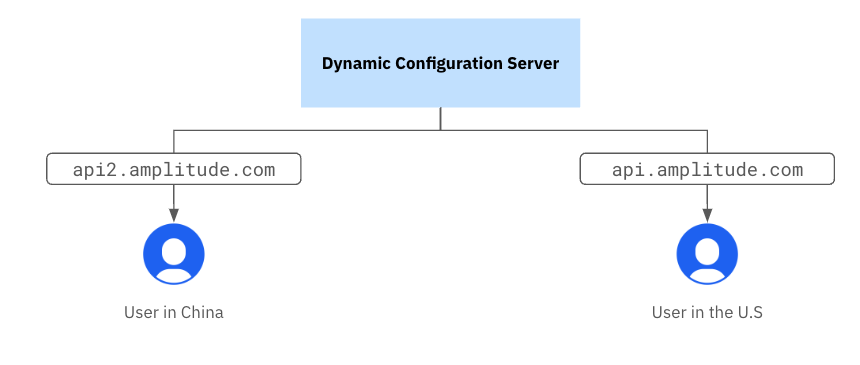 Dynamic Configuration Server
api2.amplitude.com
api.amplitude.com
User in China
User in the U.S